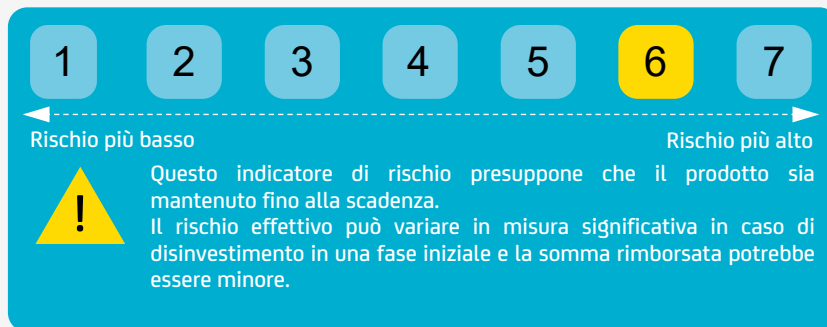 1 2 3 4 5 6 7
Rischio più basso Rischio più alto
!
Questo indicatore di rischio presuppone che il prodotto sia
mantenuto fino alla scadenza.
Il rischio effettivo può variare in misura significativa in caso di
disinvestimento in una fase iniziale e la somma rimborsata potrebbe
essere minore.